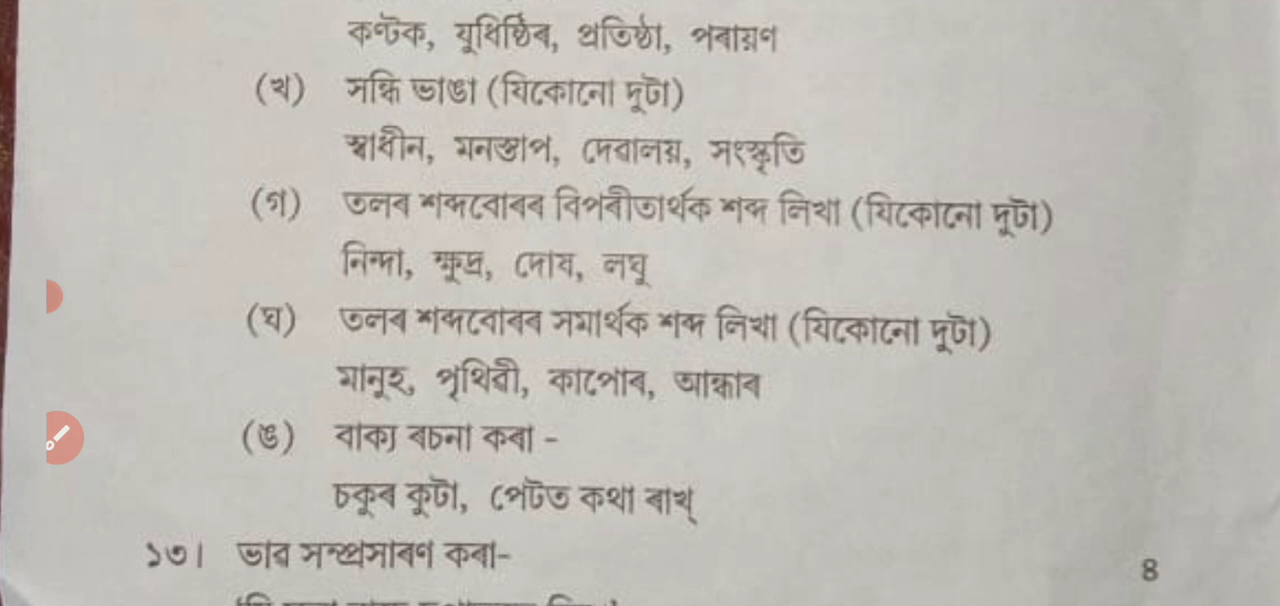 কণ্টক, যুধিষ্ঠিৰ, প্ৰতিষ্ঠা, পৰায়ণ
(খ) সন্ধি ভাঙা (যিকোনো দুটা)
স্বাধীন, মনস্তাপ, দেৱালয়, সংস্কৃতি
(গ) তলৰ শব্দবোৰৰ বিপৰীতাৰ্থক শব্দ লিখা (যিকোনো দুটা)
নিন্দা, ক্ষুদ্ৰ, দোষ, লঘূ
(ঘ) তলৰ শব্দবোৰৰ সমাৰ্থক শব্দ লিখা (যিকোনো দুটা)
মানুহ, পৃথিৱী, কাপোৰ, আন্ধাৰ
(ঙ) বাক্য ৰচনা কৰা -
চকুৰ কূটা, পেটত কথা ৰাখ্
১৩। ভাৱ সম্প্ৰসাৰণ কৰা- 8